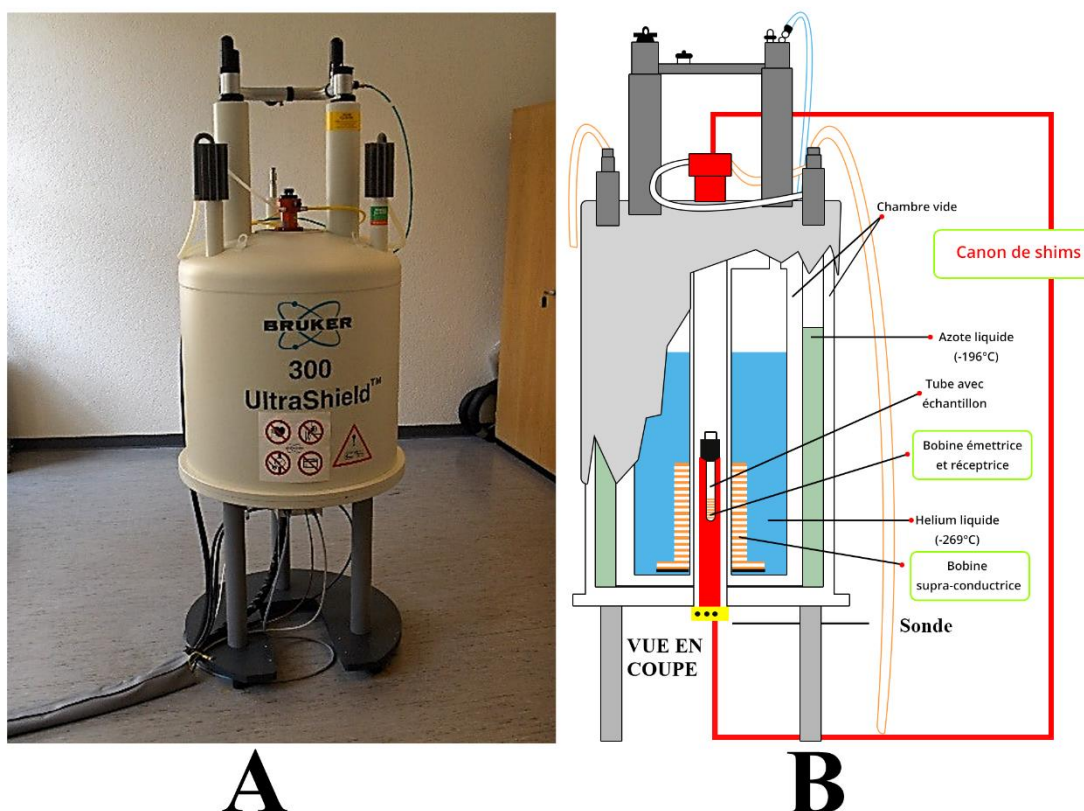 BRUKER
300
UltraShield™
Chambre vide
Canon de shims
Azote liquide
(-196°C)
Tube avec
échantillon
Bobine émettrice
et réceptrice
Helium liquide
(-269°C)
Bobine
supra-conductrice
Sonde
VUE EN
COUPE
A
B